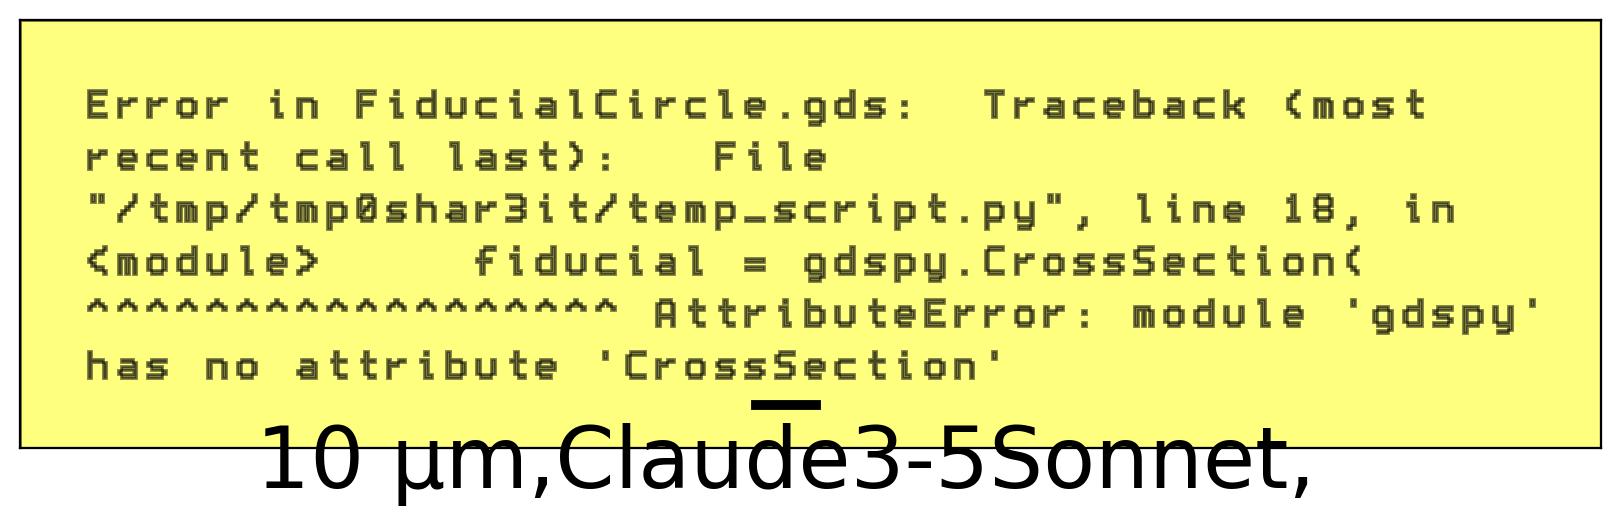 Error in FiducialCircle.gds:  Traceback (most
recent call last):   File
"/tmp/tmp0shar3it/temp_script.py", line 18, in
<module>     fiducial = gdspy.CrossSection(
^^^^^^^^^^^^^^^^^^ AttributeError: module 'gdspy'
has no attribute 'CrossSection'
10 μm,Claude3-5Sonnet,